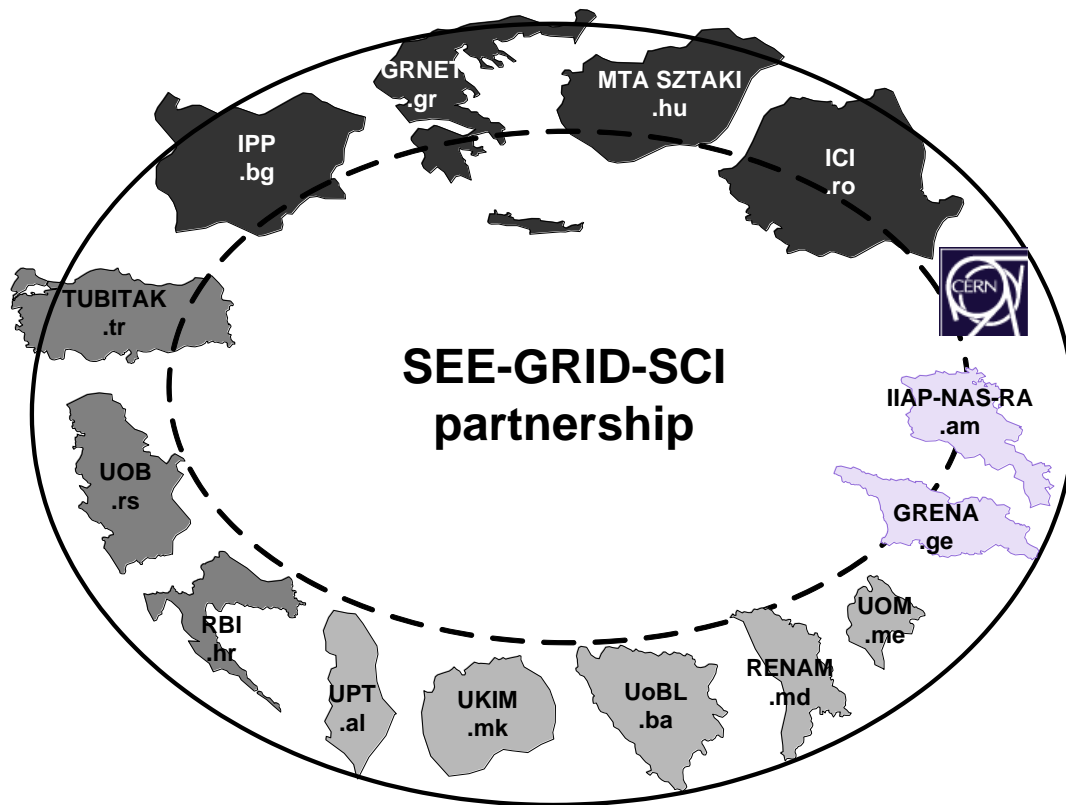 GRNET
.gr
MTA SZTAKI
.hu
IPP
.bg
ICI
.ro
CERN
TUBITAK
.tr
SEE-GRID-SCI
partnership
IIAP-NAS-RA
.am
UOB
.rs
GRENA
.ge
UOM
.me
RBI
.hr
RENAM
.md
UPT
.al
UKIM
.mk
UoBL
.ba